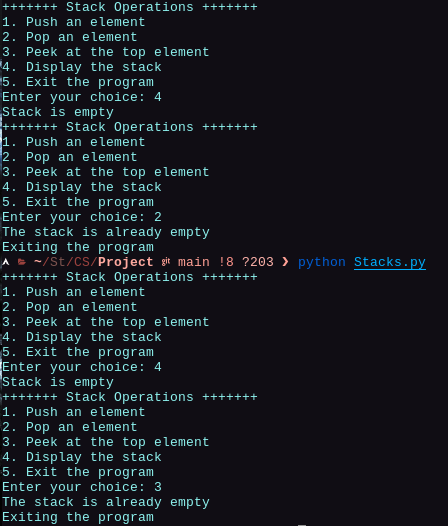 +++++++ Stack Operations +++++++
1. Push an element
2. Pop an element
3. Peek at the top element
4. Display the stack
5. Exit the program
Enter your choice: 4
Stack is empty
+++++++ Stack Operations +++++++
1. Push an element
2. Pop an element
3. Peek at the top element
4. Display the stack
5. Exit the program
Enter your choice: 2
The stack is already empty
Exiting the program
~/St/CS/Project main !8 ?203 ❯ python Stacks.py
+++++++ Stack Operations +++++++
1. Push an element
2. Pop an element
3. Peek at the top element
4. Display the stack
5. Exit the program
Enter your choice: 4
Stack is empty
+++++++ Stack Operations +++++++
1. Push an element
2. Pop an element
3. Peek at the top element
4. Display the stack
5. Exit the program
Enter your choice: 3
The stack is already empty
Exiting the program